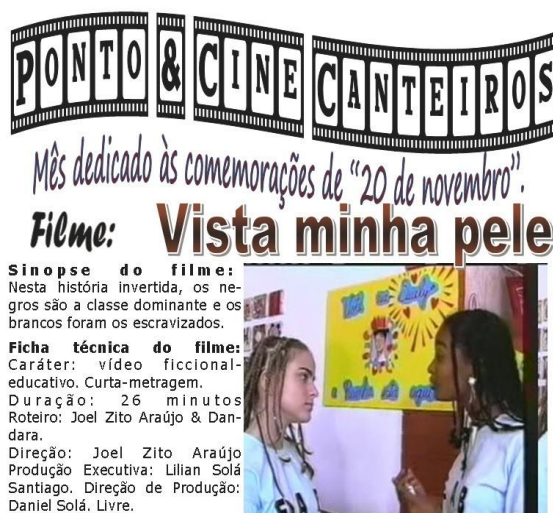 PONTO & CINE CANTEIROS
Mês dedicado às comemorações de “20 de novembro”.
Filme: Vista minha pele
Sinopse do filme:
Nesta história invertida, os ne-
gros são a classe dominante e os
brancos foram os escravizados.
Ficha técnica do filme:
Caráter: vídeo ficcional-
educativo. Curta-metragem.
Duração: 26 minutos
Roteiro: Joel Zito Araújo & Dan-
dara.
Direção: Joel Zito Araújo
Produção Executiva: Lilian Solá
Santiago. Direção de Produção:
Daniel Solá. Livre.